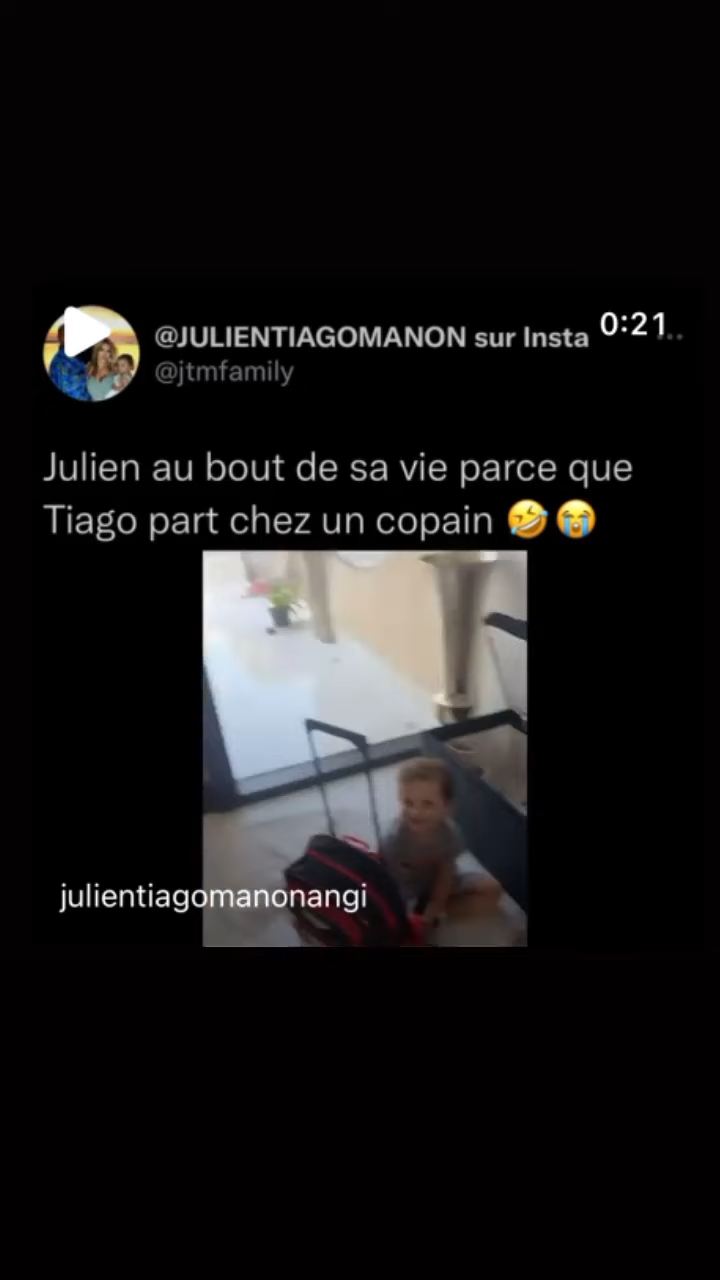 @JULIENTIAGOMANON sur Insta...
0:21
@jtmfamily
Julien au bout de sa vie parce que
Tiago part chez un copain 🤣😭
julientiagomanonangi